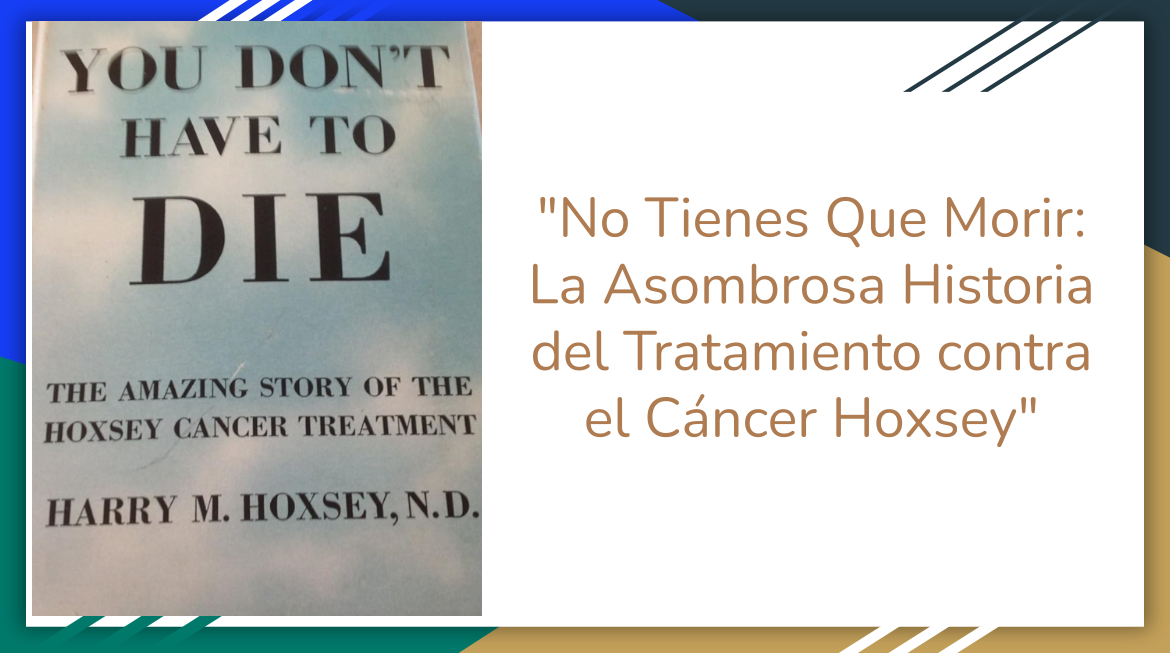 YOU DON'T
HAVE TO
DIE
THE AMAZING STORY OF THE
HOXSEY CANCER TREATMENT
HARRY M. HOXSEY, N.D.
"No Tienes Que Morir:
La Asombrosa Historia
del Tratamiento contra
el Cáncer Hoxsey"